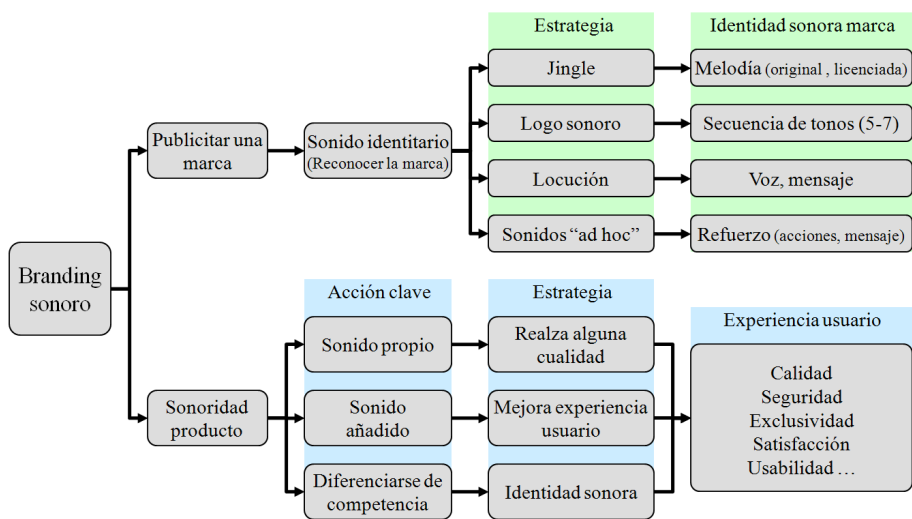 Estrategia
Identidad sonora marca
Jingle
Melodía (original , licenciada)
Publicitar una
marca
Sonido identitario
(Reconocer la marca)
Logo sonoro
Secuencia de tonos (5-7)
Locución
Voz, mensaje
Sonidos “ad hoc”
Refuerzo (acciones, mensaje)
Branding
sonoro
Acción clave
Estrategia
Experiencia usuario
Sonido propio
Realza alguna
cualidad
Sonoridad
producto
Sonido
añadido
Mejora experiencia
usuario
Diferenciarse de
competencia
Identidad sonora
Calidad
Seguridad
Exclusividad
Satisfacción
Usabilidad ...